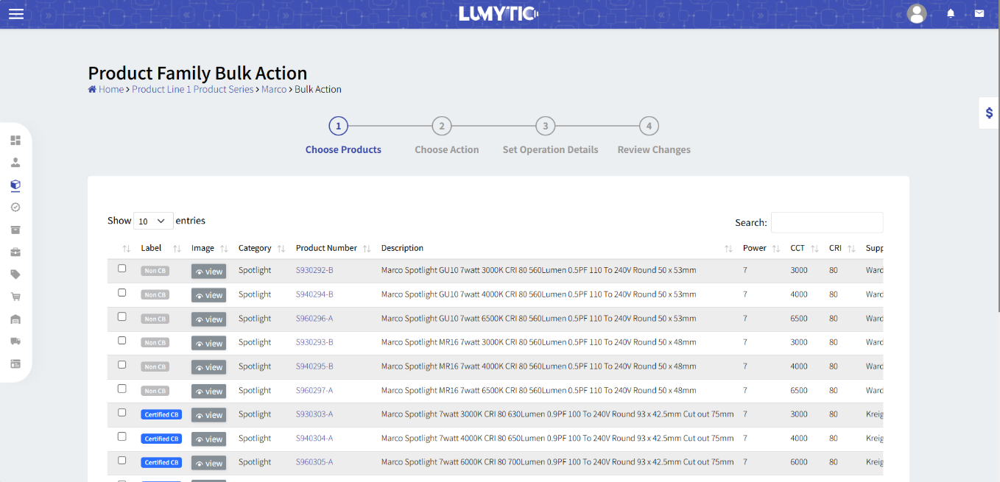 LUMYTIC
Product Family Bulk Action
Home > Product Line 1 Product Series > Marco > Bulk Action
$
1 2 3 4
Choose Products Choose Action Set Operation Details Review Changes
Show 10 entries Search:
Label Image Category Product Number Description Power CCT CRI Supp
Non CB view Spotlight S930292-B Marco Spotlight GU10 7watt 3000K CRI 80 560Lumen 0.5PF 110 To 240V Round 50 x 53mm 7 3000 80 Ward
Non CB view Spotlight S940294-B Marco Spotlight GU10 7watt 4000K CRI 80 560Lumen 0.5PF 110 To 240V Round 50 x 53mm 7 4000 80 Ward
Non CB view Spotlight S960296-A Marco Spotlight GU10 7watt 6500K CRI 80 560Lumen 0.5PF 110 To 240V Round 50 x 53mm 7 6500 80 Ward
Non CB view Spotlight S930293-B Marco Spotlight MR16 7watt 3000K CRI 80 560Lumen 0.5PF 110 To 240V Round 50 x 48mm 7 3000 80 Ward
Non CB view Spotlight S940295-B Marco Spotlight MR16 7watt 4000K CRI 80 560Lumen 0.5PF 110 To 240V Round 50 x 48mm 7 4000 80 Ward
Non CB view Spotlight S960297-A Marco Spotlight MR16 7watt 6500K CRI 80 560Lumen 0.5PF 110 To 240V Round 50 x 48mm 7 6500 80 Ward
Certified CB view Spotlight S930303-A Marco Spotlight 7watt 3000K CRI 80 630Lumen 0.9PF 100 To 240V Round 93 x 42.5mm Cut out 75mm 7 3000 80 Kreig
Certified CB view Spotlight S940304-A Marco Spotlight 7watt 4000K CRI 80 650Lumen 0.9PF 100 To 240V Round 93 x 42.5mm Cut out 75mm 7 4000 80 Kreig
Certified CB view Spotlight S960305-A Marco Spotlight 7watt 6000K CRI 80 700Lumen 0.9PF 100 To 240V Round 93 x 42.5mm Cut out 75mm 7 6000 80 Kreig